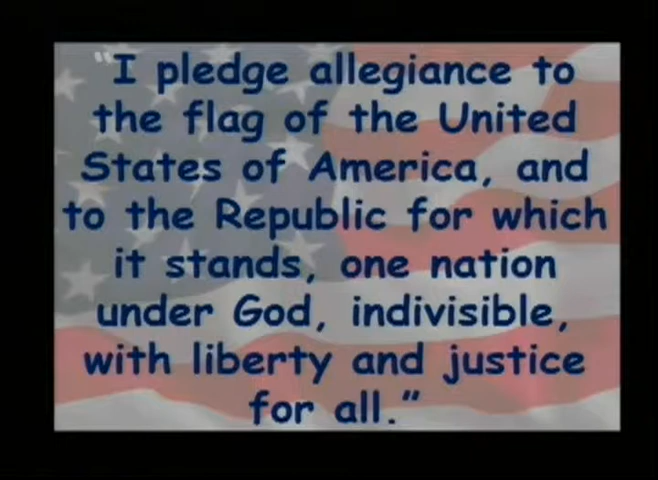 “I pledge allegiance to
the flag of the United
States of America, and
to the Republic for which
it stands, one nation
under God, indivisible,
with liberty and justice
for all.”